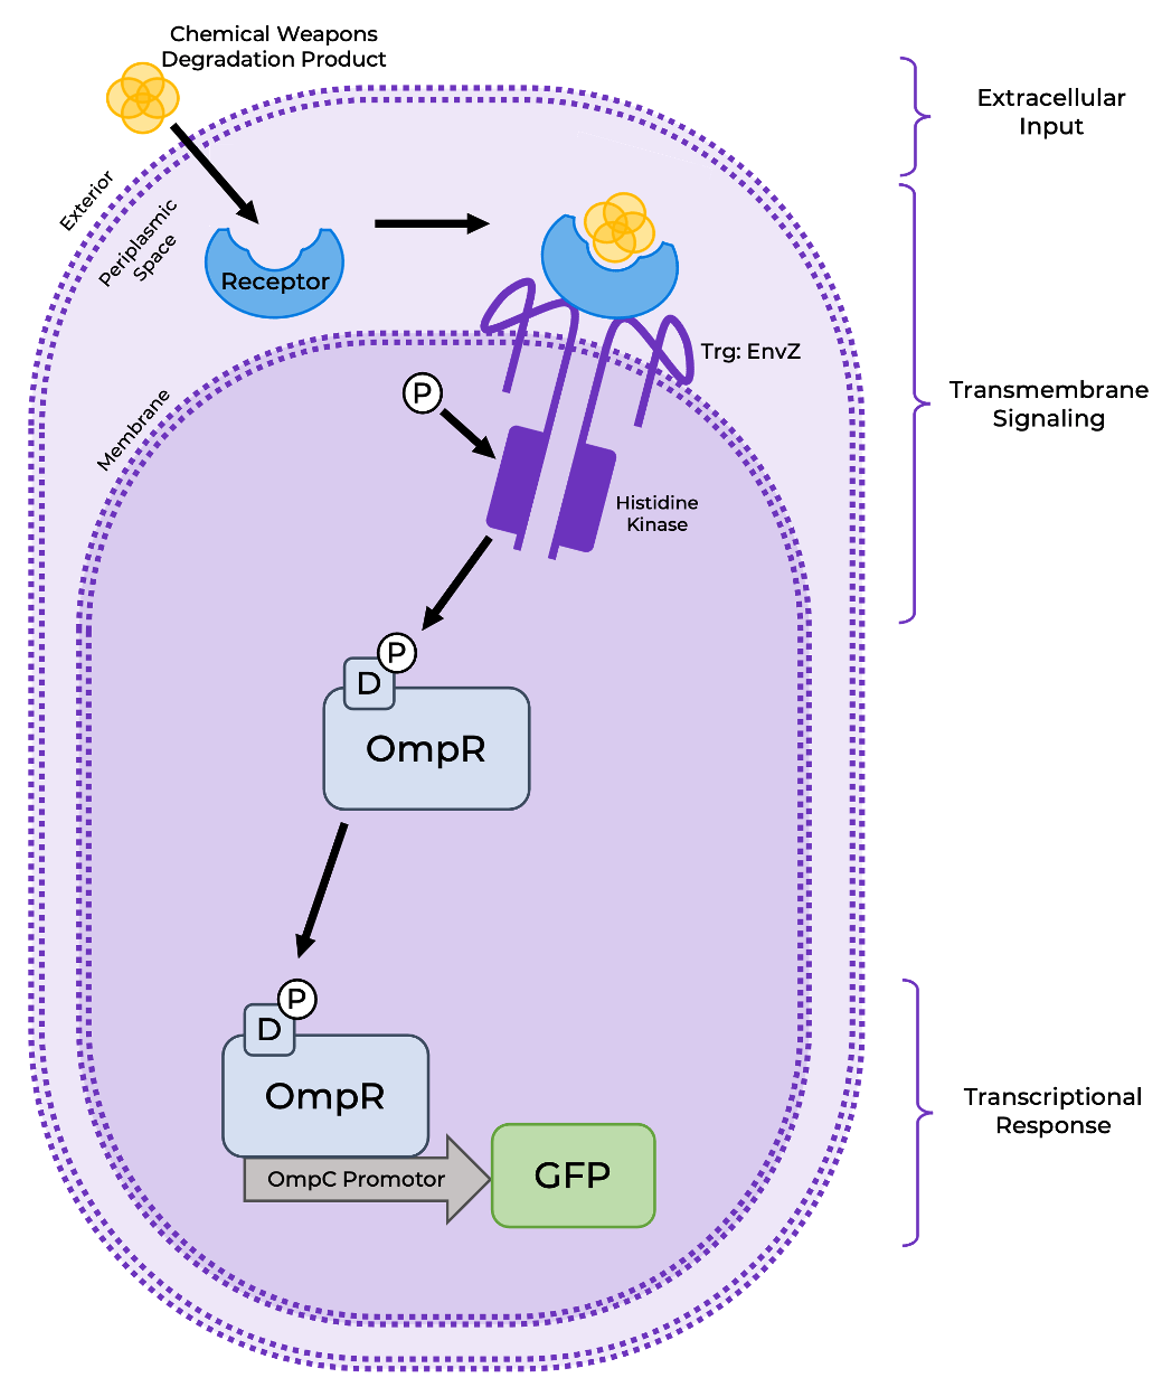 Chemical Weapons
Degradation Product
Extracellular
Input
Exterior
Periplasmic
Space
Receptor
Trg: EnvZ
P
Membrane
Transmembrane
Signaling
Histidine
Kinase
P
D
OmpR
P
D
OmpR
OmpC Promotor
GFP
Transcriptional
Response